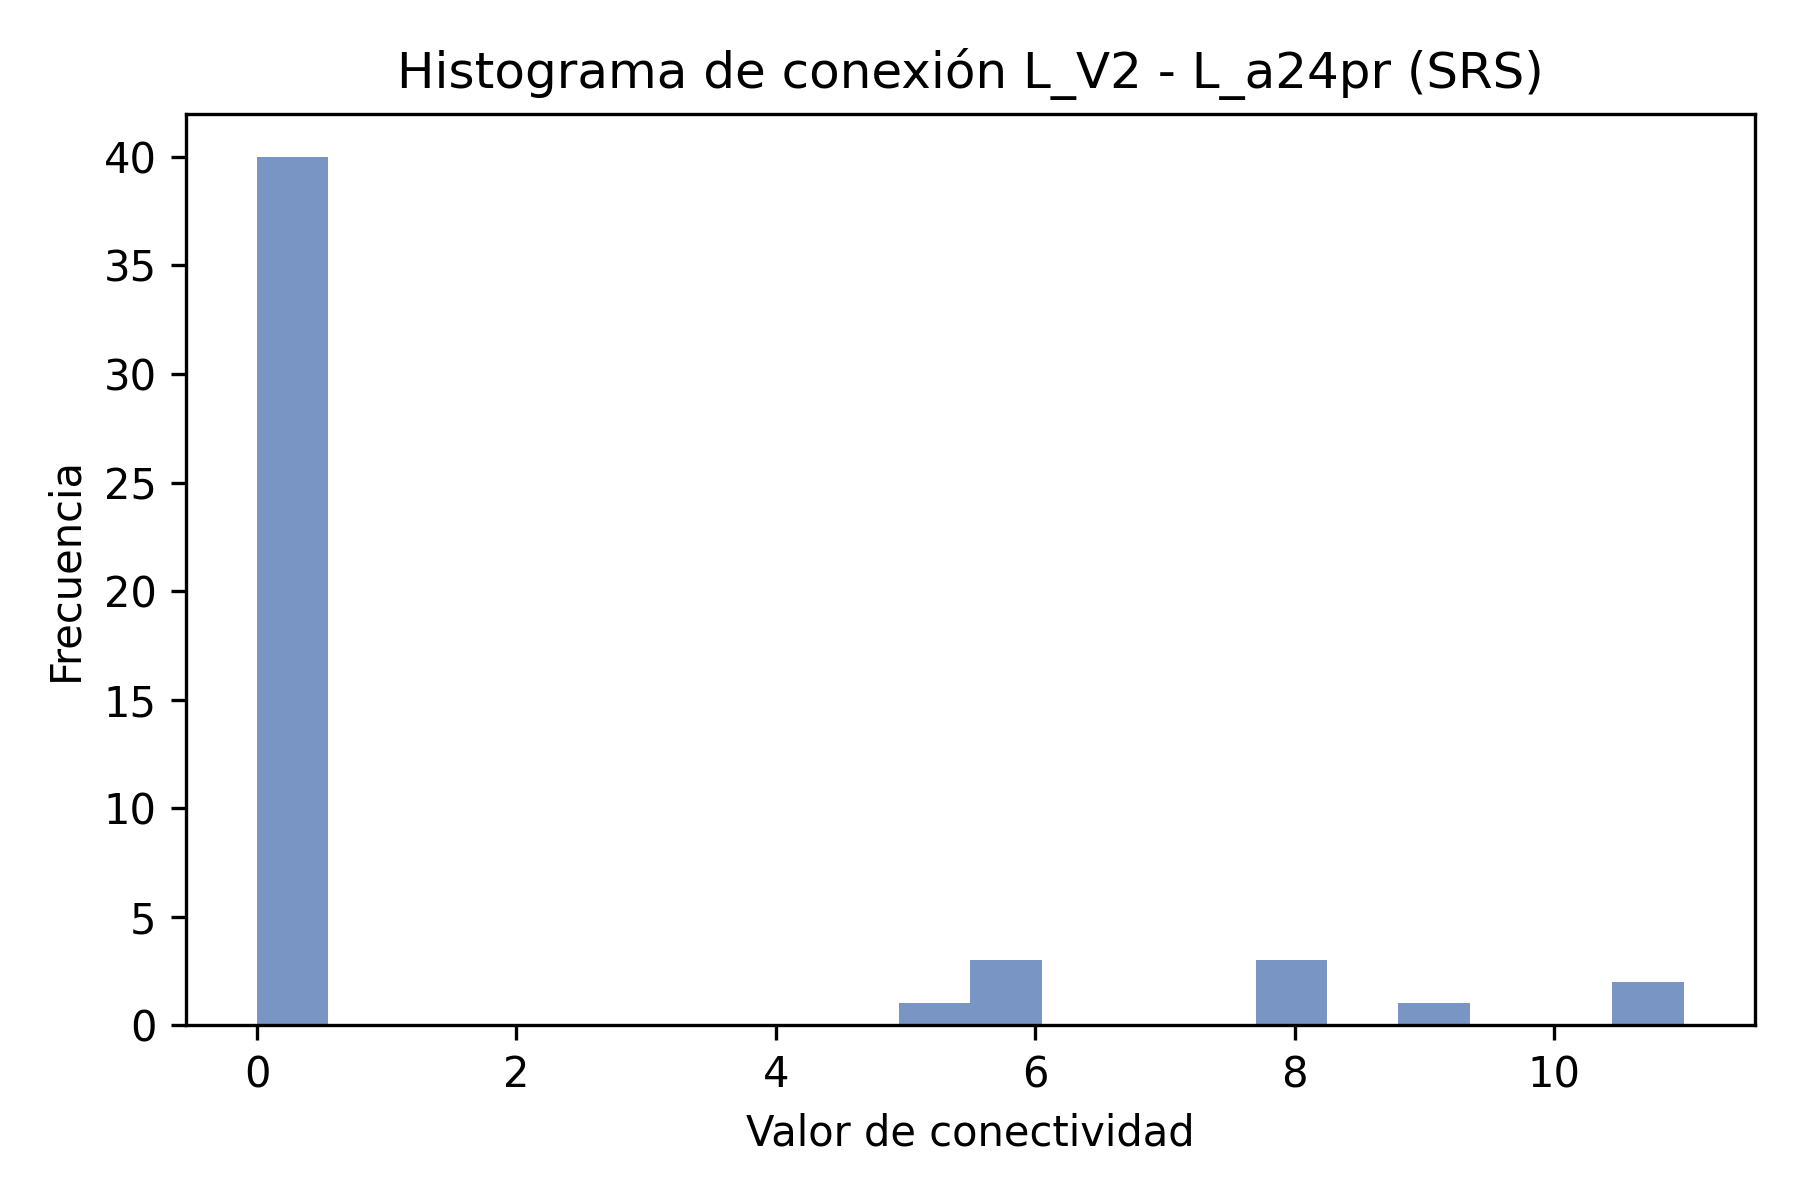 Histograma de conexión L_V2 - L_a24pr (SRS)
40
35
30
25
20
15
10
5
0
Frecuencia
0 2 4 6 8 10
Valor de conectividad